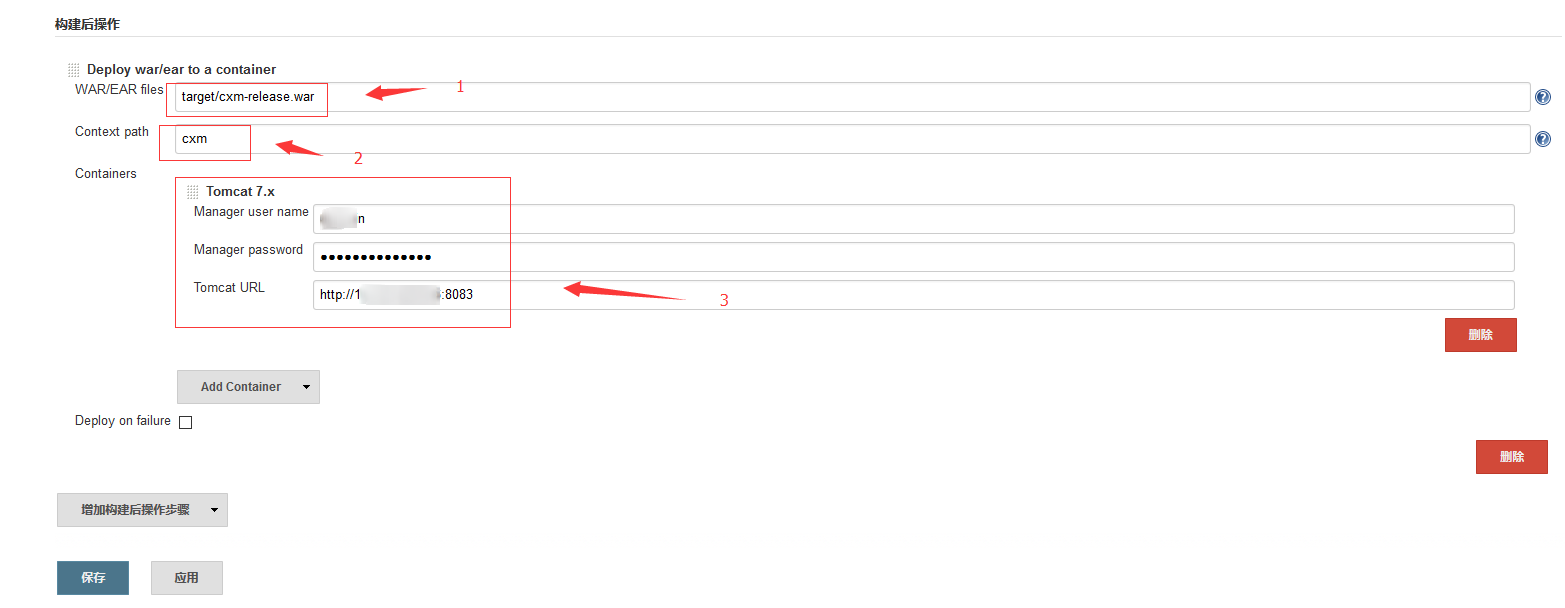 构建后操作
Deploy war/ear to a container
WAR/EAR files target/cxm-release.war 1
Context path cxm 2
Containers
Tomcat 7.x
Manager user name n
Manager password ••••••••••••••
Tomcat URL http://1 :8083 3
删除
Add Container
Deploy on failure
删除
增加构建后操作步骤
保存 应用